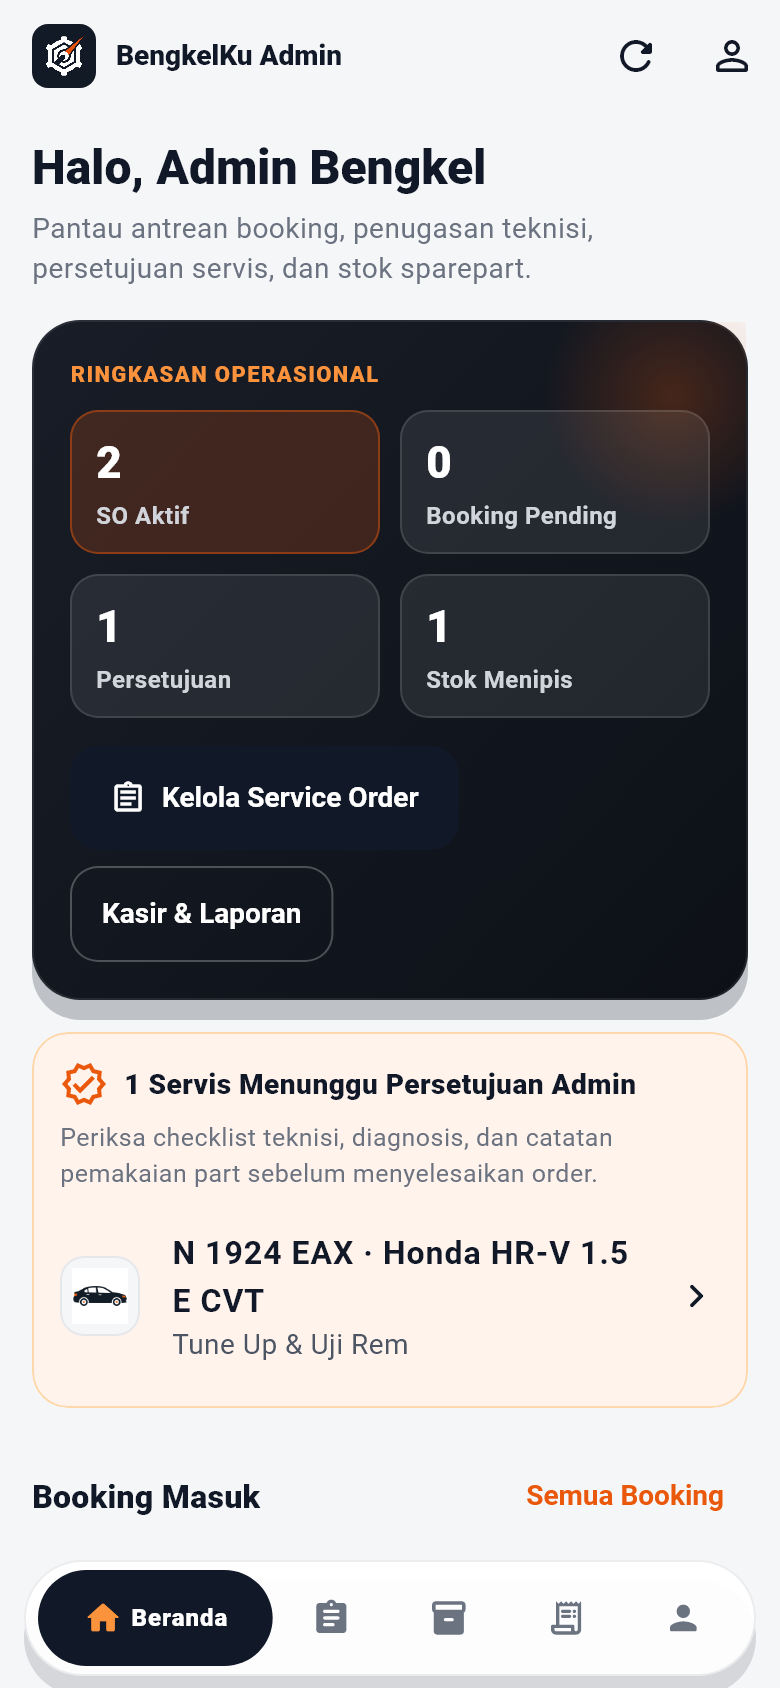 BengkelKu Admin
Halo, Admin Bengkel
Pantau antrean booking, penugasan teknisi,
persetujuan servis, dan stok sparepart.
RINGKASAN OPERASIONAL
2
SO Aktif
0
Booking Pending
1
Persetujuan
1
Stok Menipis
Kelola Service Order
Kasir & Laporan
1 Servis Menunggu Persetujuan Admin
Periksa checklist teknisi, diagnosis, dan catatan
pemakaian part sebelum menyelesaikan order.
N 1924 EAX · Honda HR-V 1.5
E CVT
Tune Up & Uji Rem
Booking Masuk
Semua Booking
Beranda